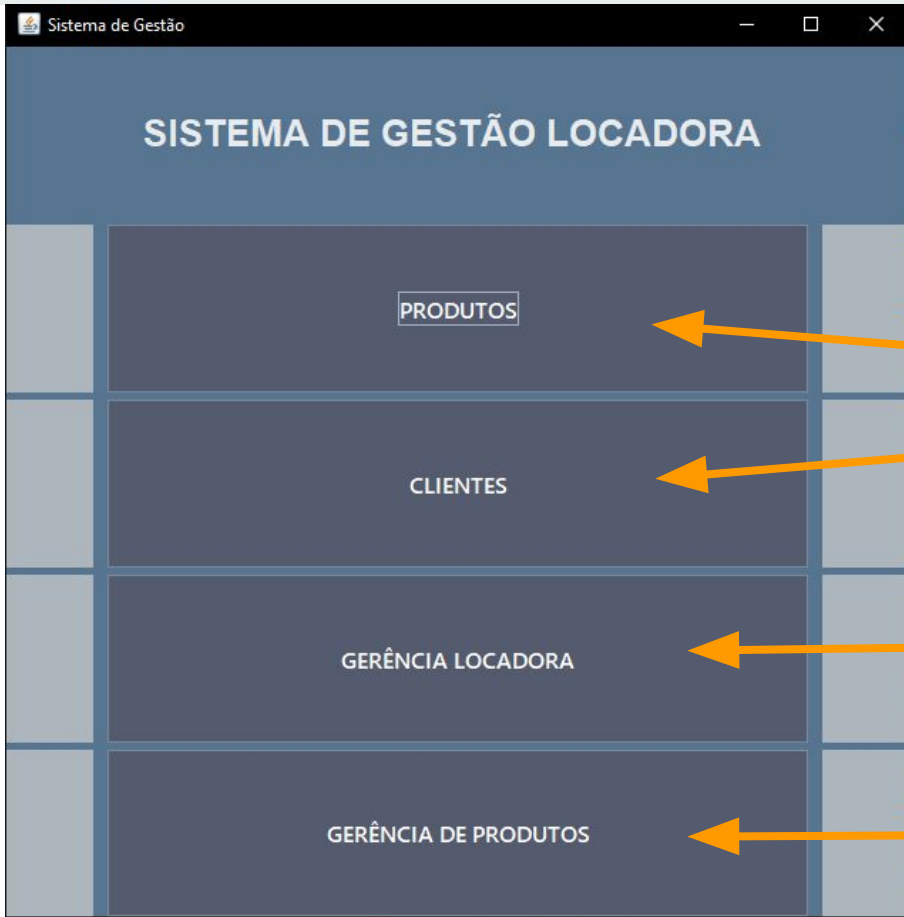 Sistema de Gestão
SISTEMA DE GESTÃO LOCADORA
PRODUTOS
CLIENTES
GERÊNCIA LOCADORA
GERÊNCIA DE PRODUTOS